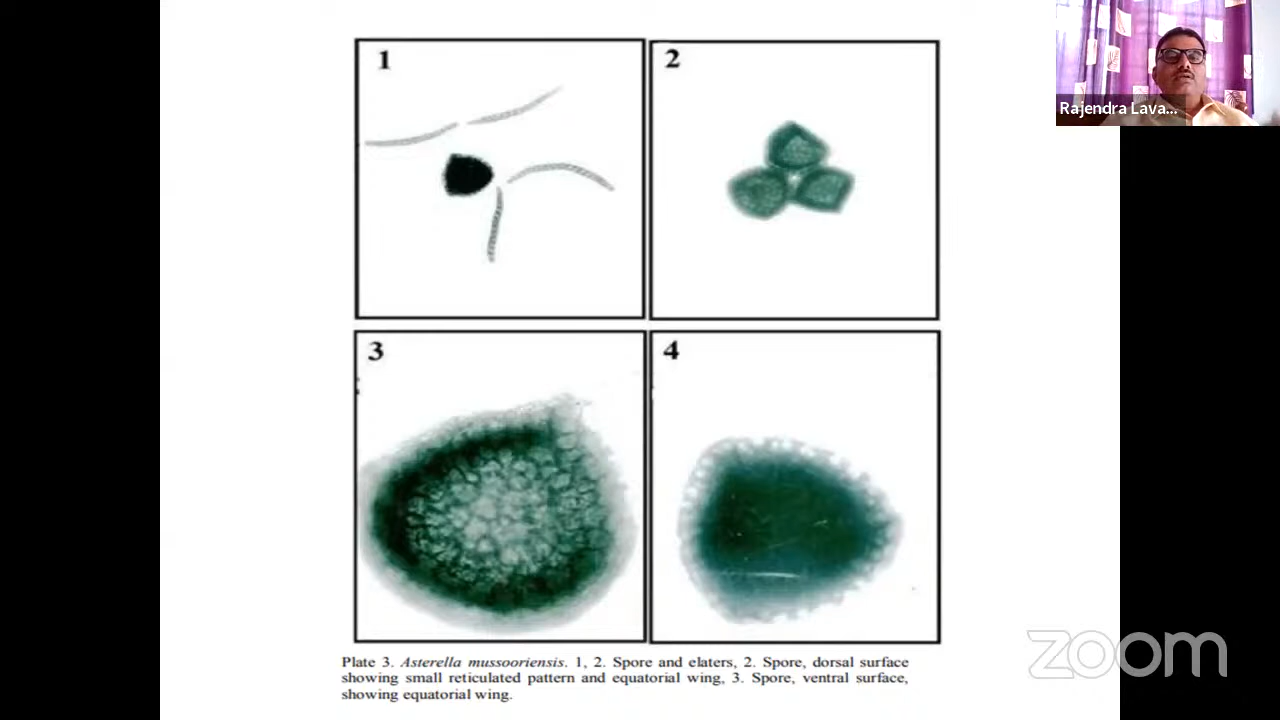 1
2
Rajendra Lava...
3
4
Plate 3. Asterella mussooriensis. 1, 2. Spore and elaters, 2. Spore, dorsal surface
showing small reticulated pattern and equatorial wing, 3. Spore, ventral surface,
showing equatorial wing.
zoom